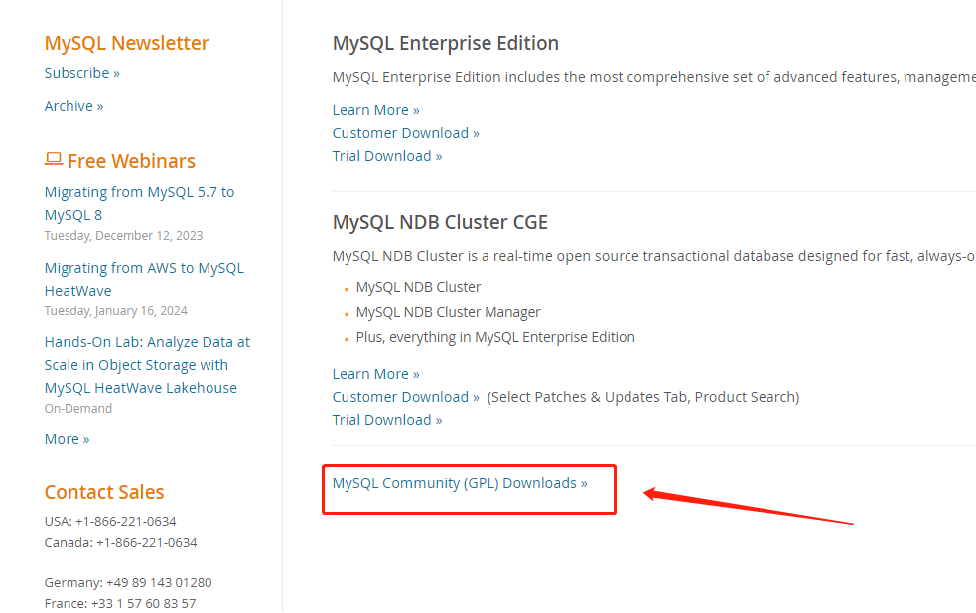 MySQL Newsletter
Subscribe »
Archive »
Free Webinars
Migrating from MySQL 5.7 to
MySQL 8
Tuesday, December 12, 2023
Migrating from AWS to MySQL
HeatWave
Tuesday, January 16, 2024
Hands-On Lab: Analyze Data at
Scale in Object Storage with
MySQL HeatWave Lakehouse
On-Demand
More »
Contact Sales
USA: +1-866-221-0634
Canada: +1-866-221-0634
Germany: +49 89 143 01280
France: +33 1 57 60 83 57
MySQL Enterprise Edition
MySQL Enterprise Edition includes the most comprehensive set of advanced features, manageme
Learn More »
Customer Download »
Trial Download »
MySQL NDB Cluster CGE
MySQL NDB Cluster is a real-time open source transactional database designed for fast, always-o
MySQL NDB Cluster
MySQL NDB Cluster Manager
Plus, everything in MySQL Enterprise Edition
Learn More »
Customer Download » (Select Patches & Updates Tab, Product Search)
Trial Download »
MySQL Community (GPL) Downloads »